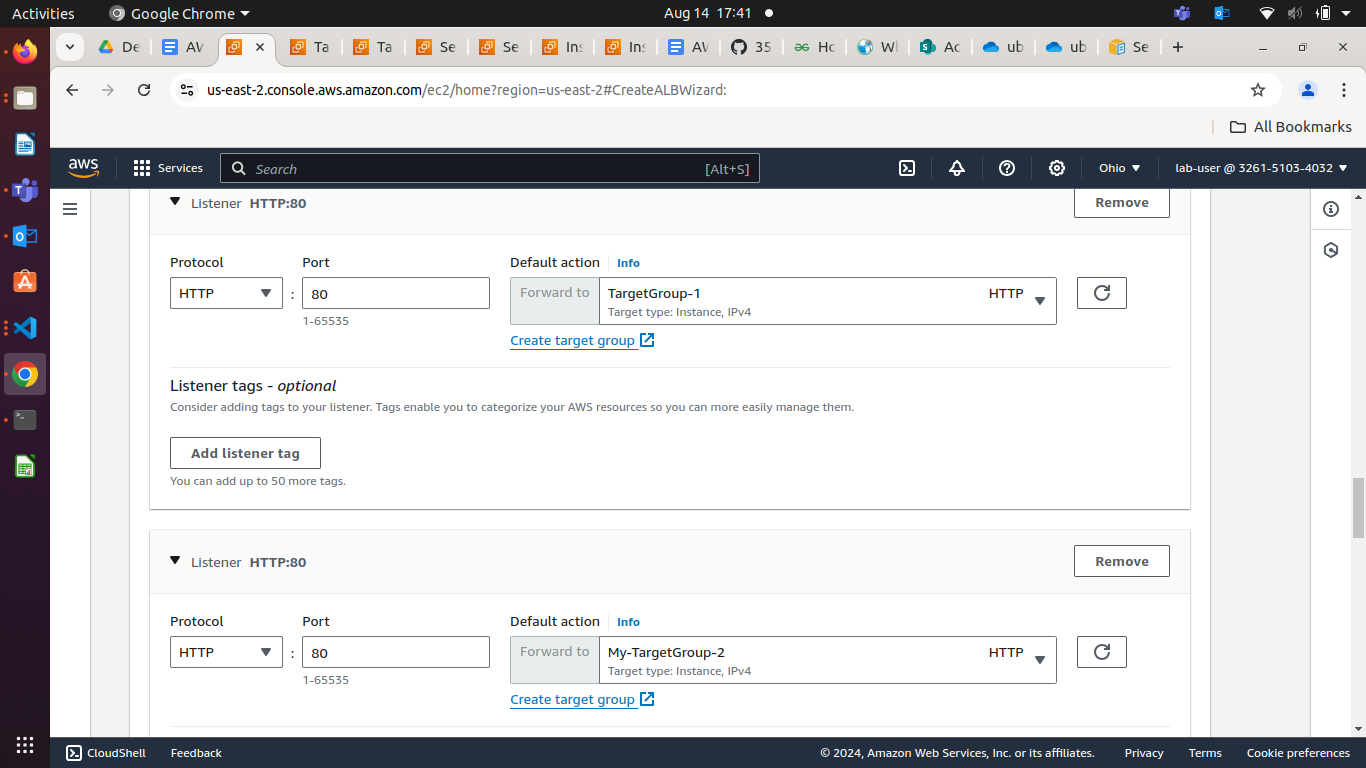 Activities Google Chrome Aug 14 17:41
De AW Ta Ta Se Se Ins Ins AW 35 Ho W Ac ub ub Se
us-east-2.console.aws.amazon.com/ec2/home?region=us-east-2#CreateALBWizard:
All Bookmarks
aws Services Search [Alt+S] Ohio lab-user @ 3261-5103-4032
Listener HTTP:80 Remove
Protocol Port Default action Info
HTTP : 80 Forward to TargetGroup-1 HTTP
Target type: Instance, IPv4
1-65535
Create target group
Listener tags - optional
Consider adding tags to your listener. Tags enable you to categorize your AWS resources so you can more easily manage them.
Add listener tag
You can add up to 50 more tags.
Listener HTTP:80 Remove
Protocol Port Default action Info
HTTP : 80 Forward to My-TargetGroup-2 HTTP
Target type: Instance, IPv4
1-65535
Create target group
CloudShell Feedback © 2024, Amazon Web Services, Inc. or its affiliates. Privacy Terms Cookie preferences